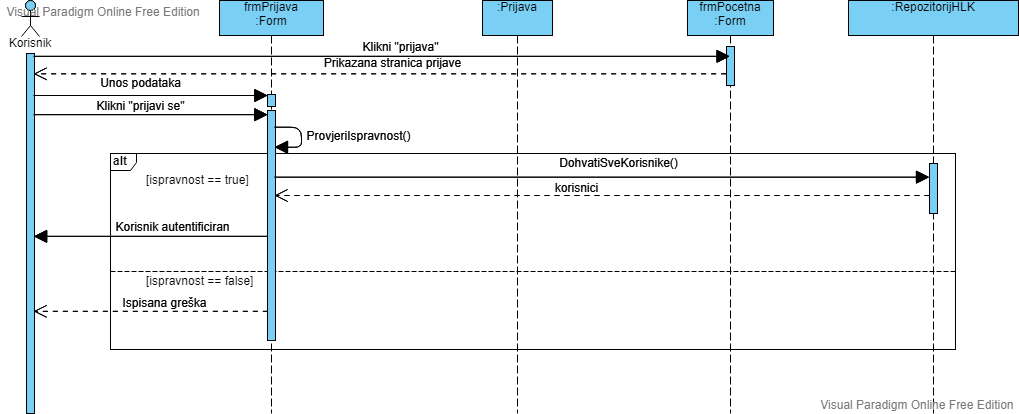 Visual Paradigm Online Free Edition
Korisnik
frmPrijava
:Form
:Prijava
frmPocetna
:Form
:RepozitorijHLK
Klikni "prijava"
Prikazana stranica prijave
Unos podataka
Klikni "prijavi se"
ProvjeriIspravnost()
alt
[ispravnost == true]
DohvatiSveKorisnike()
korisnici
Korisnik autentificiran
[ispravnost == false]
Ispisana greška
Visual Paradigm Online Free Edition